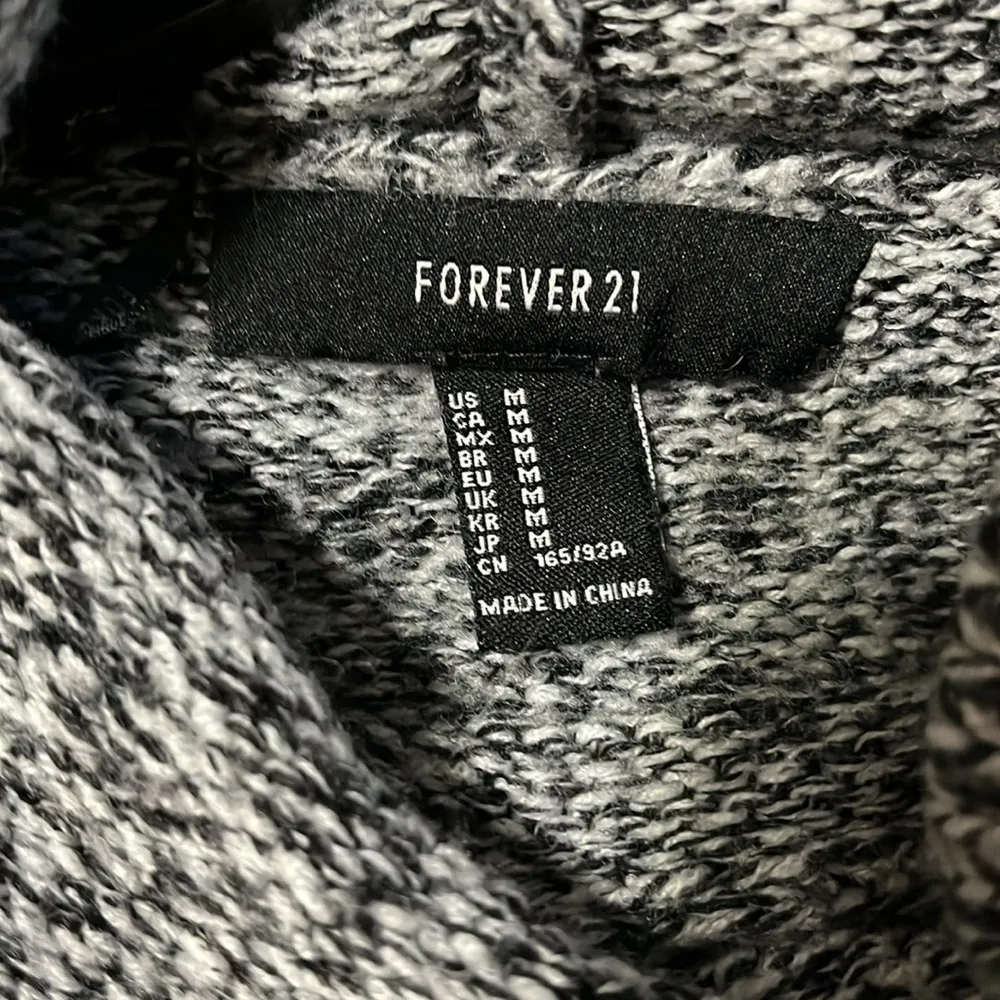 FOREVER 21
US M
CA M
MX M
BR M
EU M
UK M
KR M
JP M
CN 165/92A
MADE IN CHINA